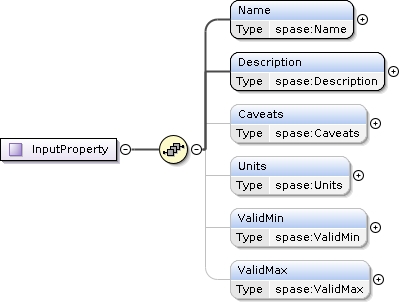 Name
Type spase:Name
Description
Type spase:Description
Caveats
Type spase:Caveats
InputProperty
Units
Type spase:Units
ValidMin
Type spase:ValidMin
ValidMax
Type spase:ValidMax